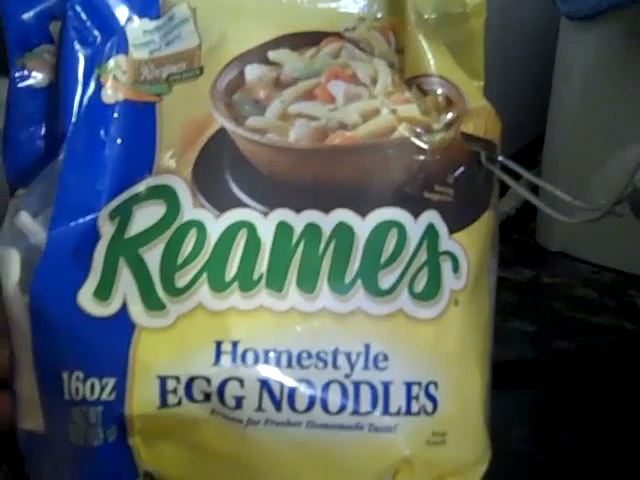 Reames
Homestyle
EGG NOODLES
Frozen for Fresher Homemade Taste!
16oz